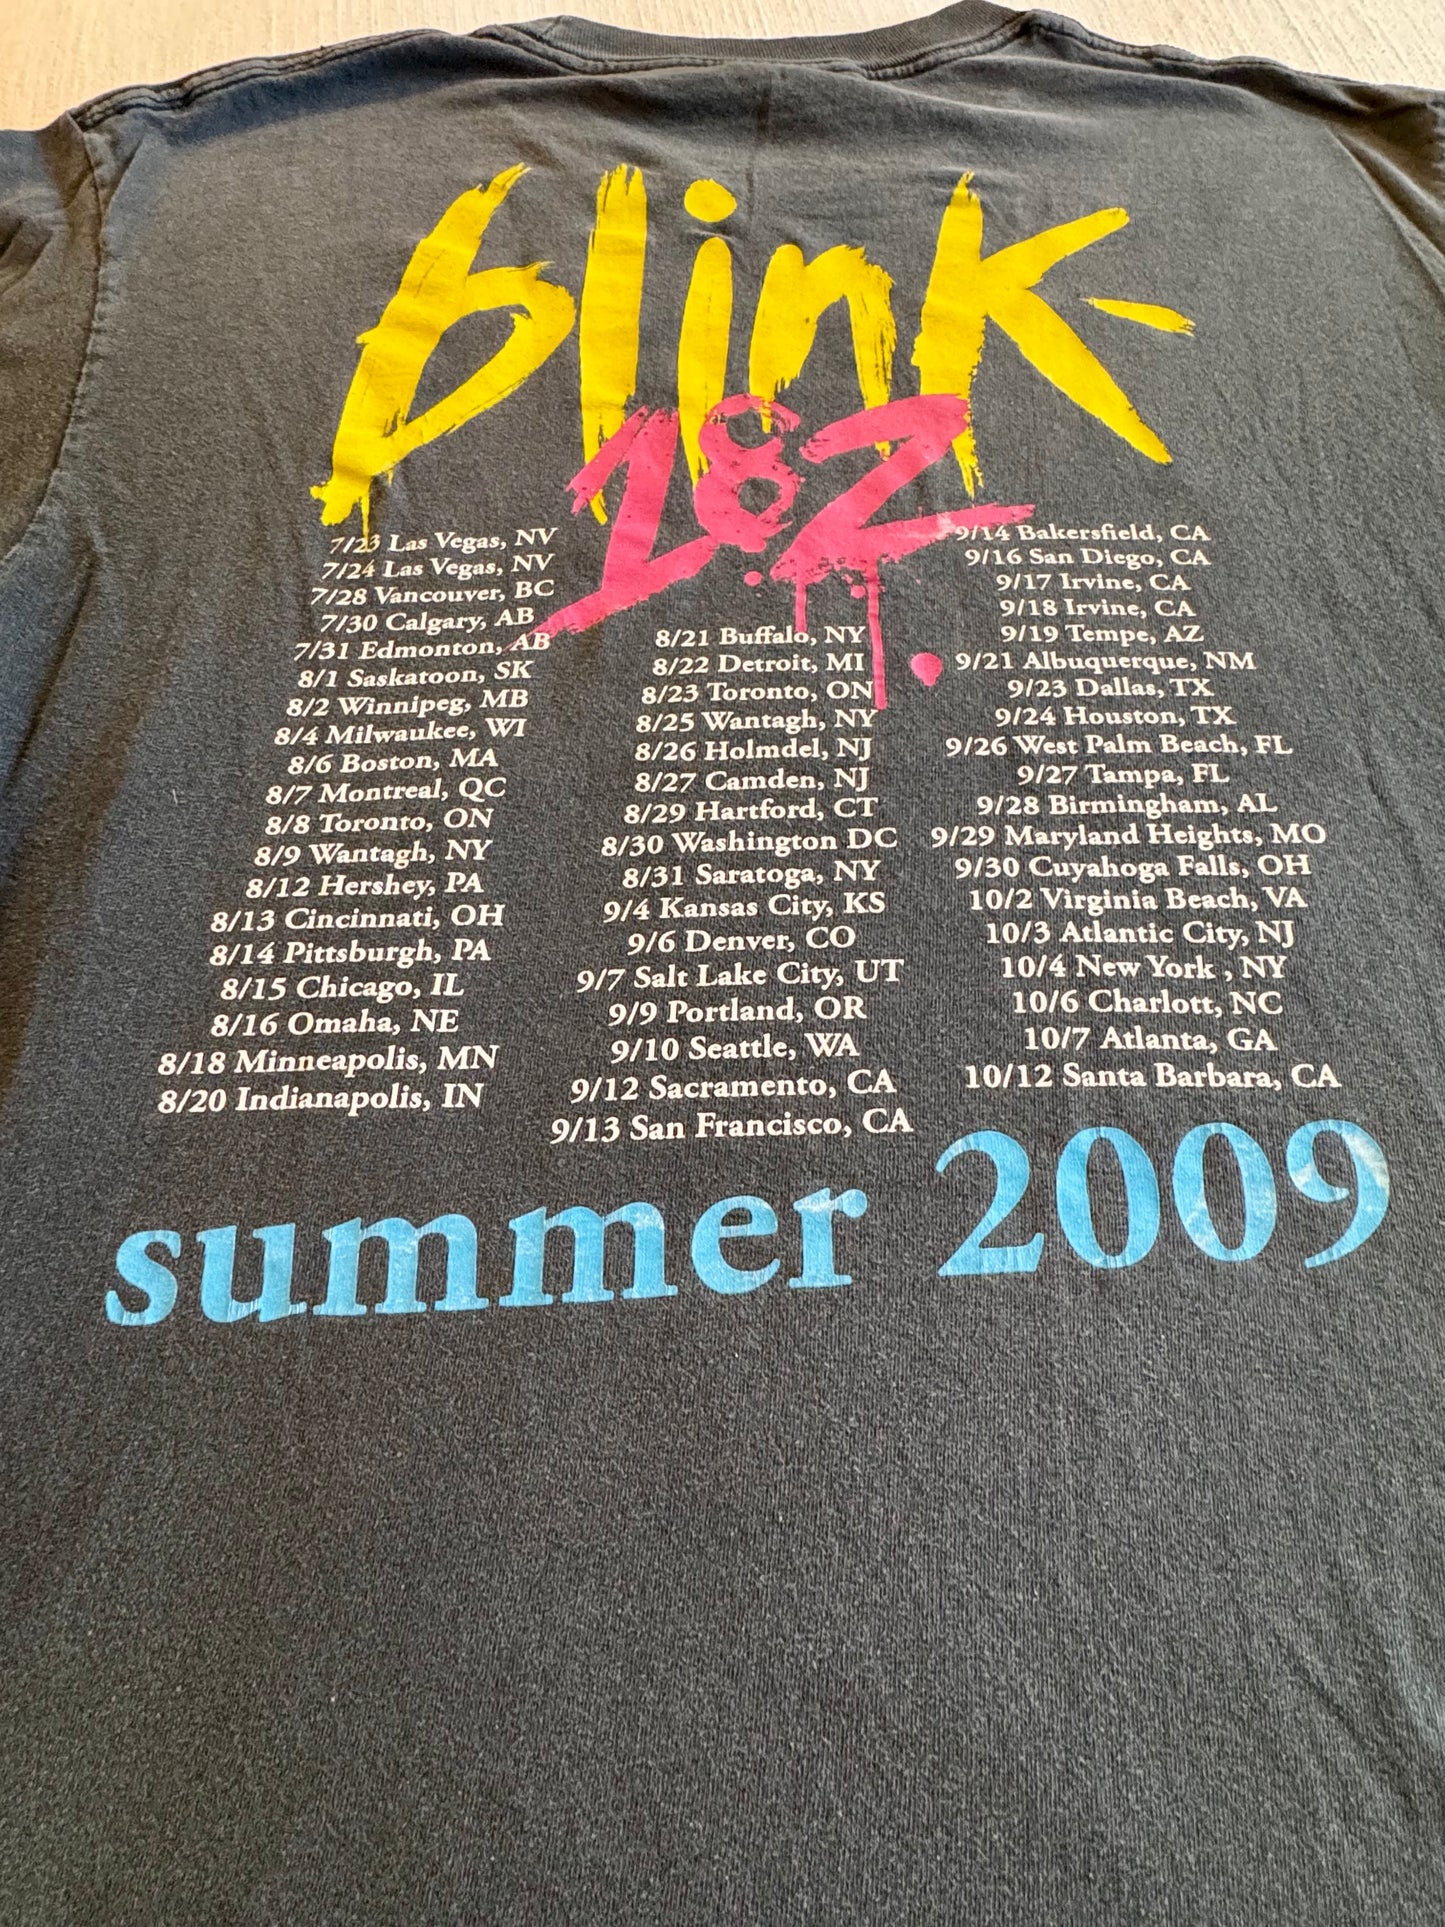 blink-
182
7/23 Las Vegas, NV
7/24 Las Vegas, NV
7/28 Vancouver, BC
7/30 Calgary, AB
7/31 Edmonton, AB
8/1 Saskatoon, SK
8/2 Winnipeg, MB
8/4 Milwaukee, WI
8/6 Boston, MA
8/7 Montreal, QC
8/8 Toronto, ON
8/9 Wantagh, NY
8/12 Hershey, PA
8/13 Cincinnati, OH
8/14 Pittsburgh, PA
8/15 Chicago, IL
8/16 Omaha, NE
8/18 Minneapolis, MN
8/20 Indianapolis, IN
8/21 Buffalo, NY
8/22 Detroit, MI
8/23 Toronto, ON
8/25 Wantagh, NY
8/26 Holmdel, NJ
8/27 Camden, NJ
8/29 Hartford, CT
8/30 Washington DC
8/31 Saratoga, NY
9/4 Kansas City, KS
9/6 Denver, CO
9/7 Salt Lake City, UT
9/9 Portland, OR
9/10 Seattle, WA
9/12 Sacramento, CA
9/13 San Francisco, CA
9/14 Bakersfield, CA
9/16 San Diego, CA
9/17 Irvine, CA
9/18 Irvine, CA
9/19 Tempe, AZ
9/21 Albuquerque, NM
9/23 Dallas, TX
9/24 Houston, TX
9/26 West Palm Beach, FL
9/27 Tampa, FL
9/28 Birmingham, AL
9/29 Maryland Heights, MO
9/30 Cuyahoga Falls, OH
10/2 Virginia Beach, VA
10/3 Atlantic City, NJ
10/4 New York , NY
10/6 Charlott, NC
10/7 Atlanta, GA
10/12 Santa Barbara, CA
summer 2009